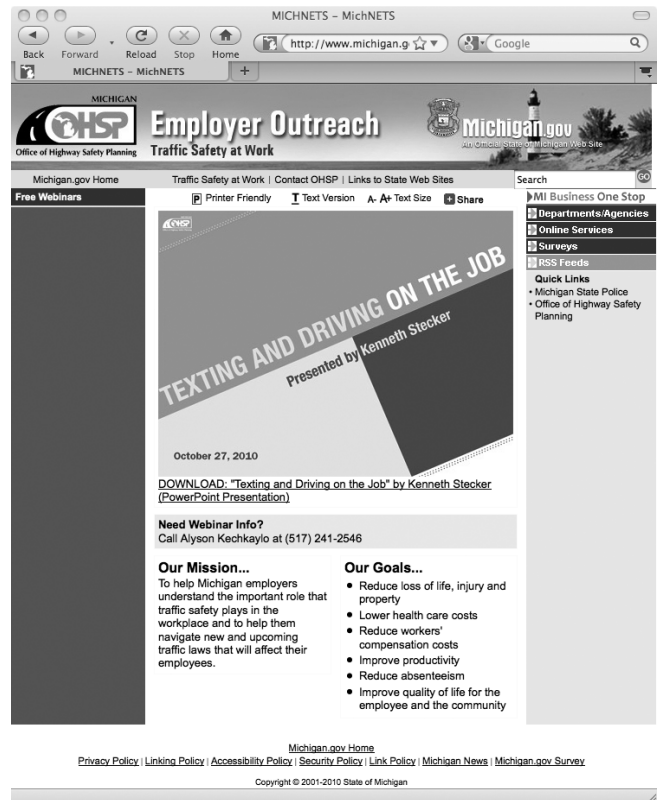 MICHNETS – MichNETS
Back Forward Reload Stop Home
http://www.michigan.g
Google
MICHNETS – MichNETS
+
MICHIGAN
OHSP
Office of Highway Safety Planning
Employer Outreach
Traffic Safety at Work
Michigan.gov
An Official State of Michigan Web Site
Michigan.gov Home
Traffic Safety at Work | Contact OHSP | Links to State Web Sites
Search
GO
Free Webinars
P Printer Friendly T Text Version A- A+ Text Size + Share
TEXTING AND DRIVING ON THE JOB
Presented by Kenneth Stecker
October 27, 2010
DOWNLOAD: "Texting and Driving on the Job" by Kenneth Stecker
(PowerPoint Presentation)
Need Webinar Info?
Call Alyson Kechkaylo at (517) 241-2546
Our Mission...
To help Michigan employers
understand the important role that
traffic safety plays in the
workplace and to help them
navigate new and upcoming
traffic laws that will affect their
employees.
Our Goals...
• Reduce loss of life, injury and
property
• Lower health care costs
• Reduce workers'
compensation costs
• Improve productivity
• Reduce absenteeism
• Improve quality of life for the
employee and the community
MI Business One Stop
Departments/Agencies
Online Services
Surveys
RSS Feeds
Quick Links
• Michigan State Police
• Office of Highway Safety
Planning
Michigan.gov Home
Privacy Policy | Linking Policy | Accessibility Policy | Security Policy | Link Policy | Michigan News | Michigan.gov Survey
Copyright © 2001-2010 State of Michigan